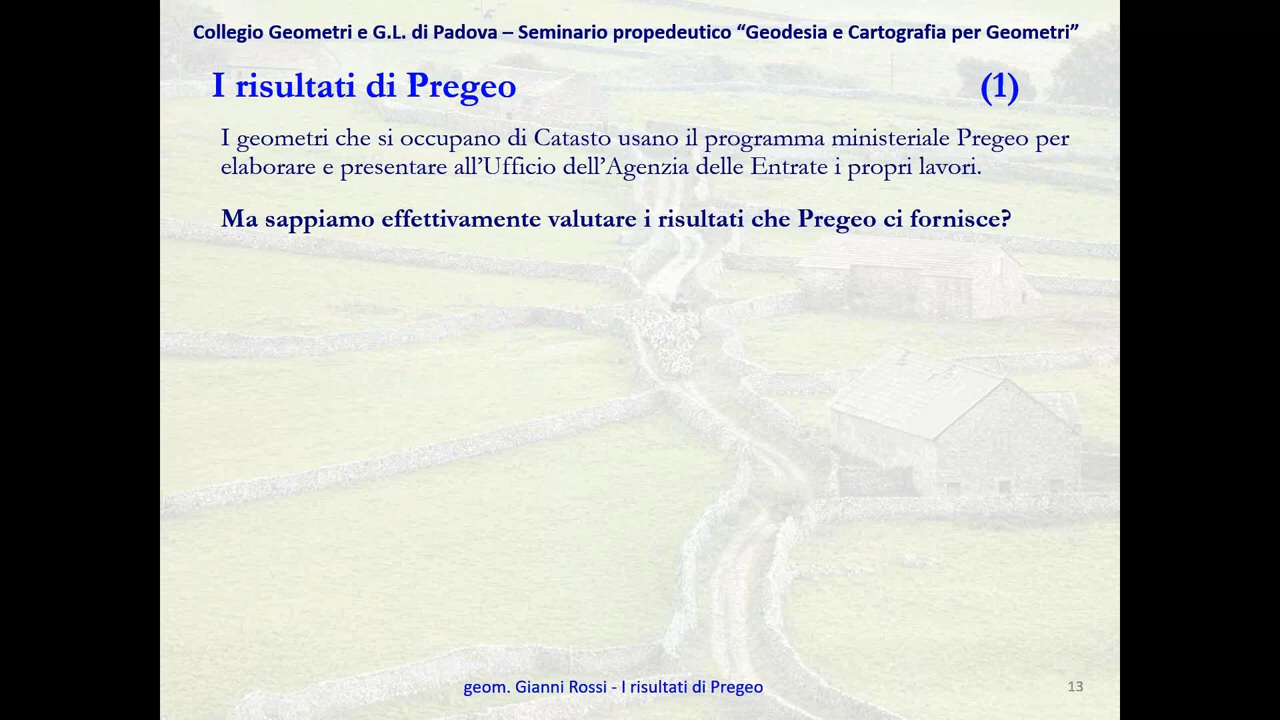 Collegio Geometri e G.L. di Padova – Seminario propedeutico “Geodesia e Cartografia per Geometri”
I risultati di Pregeo (1)
I geometri che si occupano di Catasto usano il programma ministeriale Pregeo per
elaborare e presentare all’Ufficio dell’Agenzia delle Entrate i propri lavori.
Ma sappiamo effettivamente valutare i risultati che Pregeo ci fornisce?
geom. Gianni Rossi - I risultati di Pregeo
13